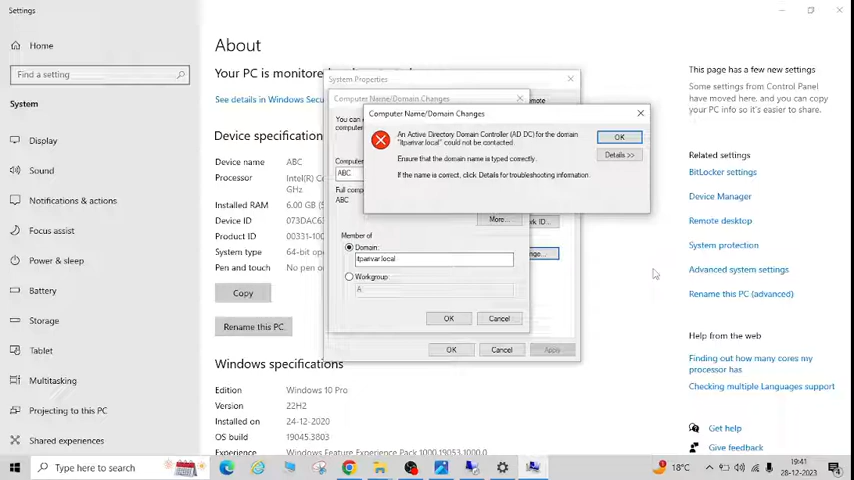 Settings
Home
Find a setting
System
Display
Sound
Notifications & actions
Focus assist
Power & sleep
Battery
Storage
Tablet
Multitasking
Projecting to this PC
Shared experiences
About
Your PC is monitored
See details in Windows Secu
Device specification
Device name ABC
Processor Intel(R) C
GHz
Installed RAM 6.00 GB (5
Device ID 073DAC63
Product ID 00331-100
System type 64-bit ope
Pen and touch No pen o
Copy
Rename this PC
Windows specifications
Edition Windows 10 Pro
Version 22H2
Installed on 24-12-2020
OS build 19045.3803
Experience Windows Feature Experience Pack 1000.19053.1000.0
System Properties
Computer Name/Domain Changes
You can
computer
Compute
ABC
Full compu
ABC
More...
Member of
Domain:
itparivar.local
Workgroup:
A
OK Cancel
OK Cancel Apply
Computer Name/Domain Changes
An Active Directory Domain Controller (AD DC) for the domain
"itparivar.local" could not be contacted.
Ensure that the domain name is typed correctly.
If the name is correct, click Details for troubleshooting information.
OK
Details >>
This page has a few new settings
Some settings from Control Panel
have moved here, and you can copy
your PC info so it easier to share.
Related settings
BitLocker settings
Device Manager
Remote desktop
System protection
Advanced system settings
Rename this PC (advanced)
Help from the web
Finding out how many cores my
processor has
Checking multiple Languages support
Get help
Give feedback
Type here to search
18°C
19:41
28-12-2023